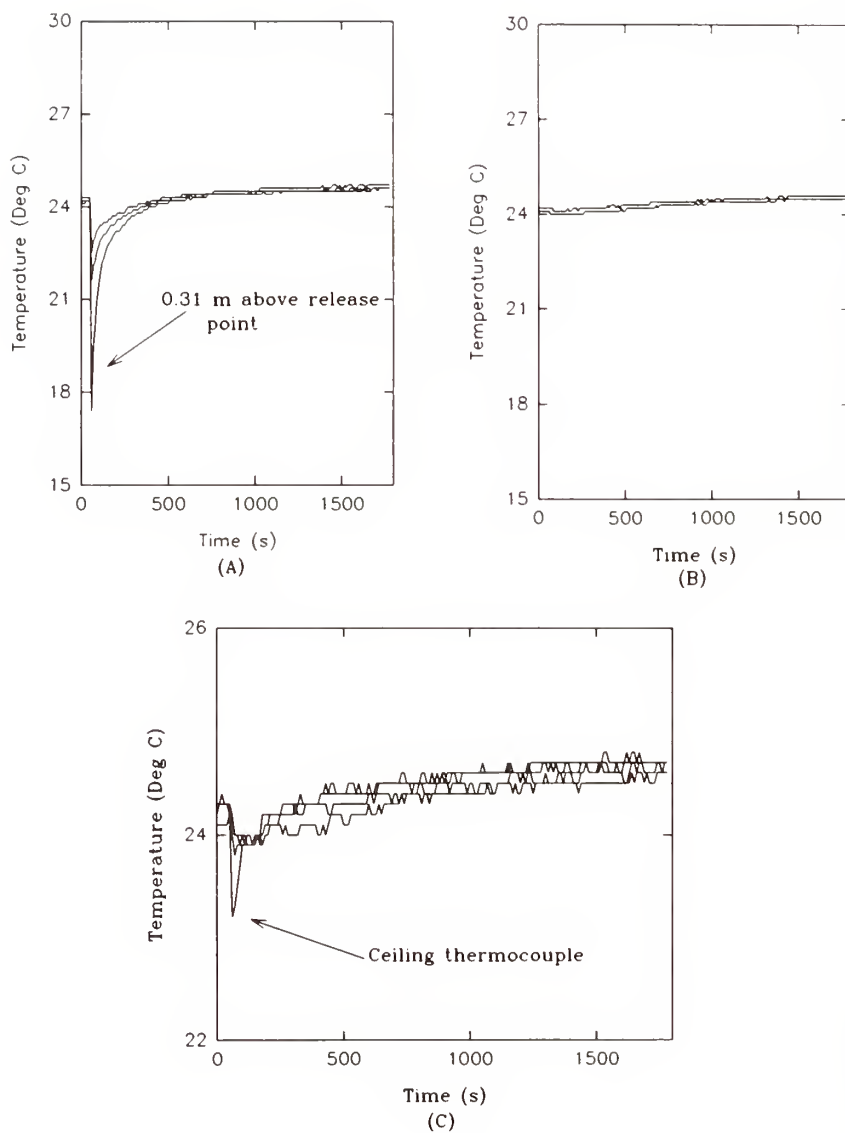 30
27
24
21
18
15
Temperature (Deg C)
0.31 m above release
point
0
500
1000
1500
Time (s)
(A)
30
27
24
21
18
15
Temperature (Deg C)
0
500
1000
1500
Time (s)
(B)
26
24
22
Temperature (Deg C)
Ceiling thermocouple
0
500
1000
1500
Time (s)
(C)